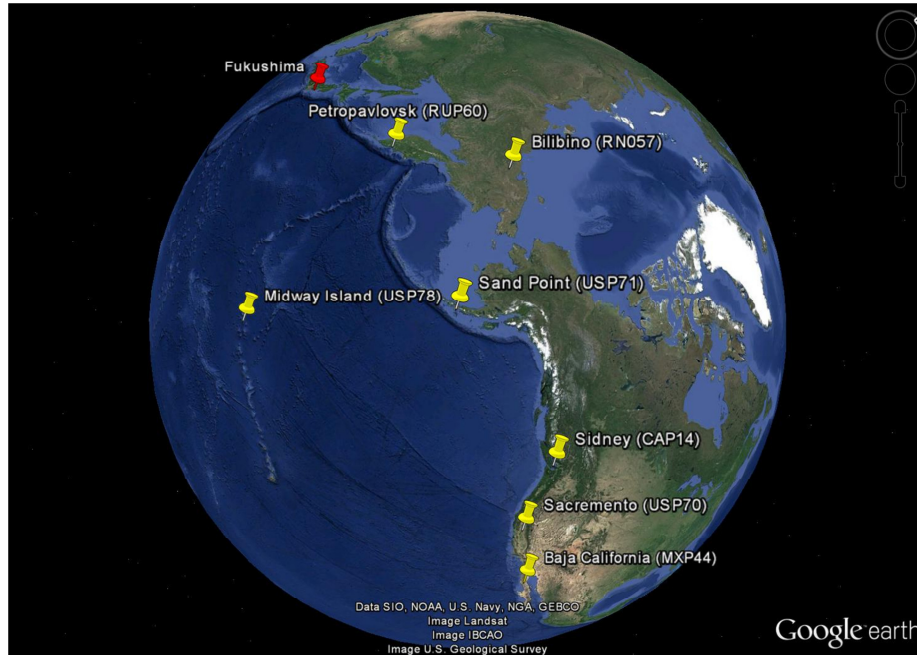 Fukushima
Petropavlovsk (RUP60)
Bilibino (RN057)
Sand Point (USP71)
Midway Island (USP78)
Sidney (CAP14)
Sacremento (USP70)
Baja California (MXP44)
Data SIO, NOAA, U.S. Navy, NGA, GEBCO
Image Landsat
Image IBCAO
Image U.S. Geological Survey
Google earth